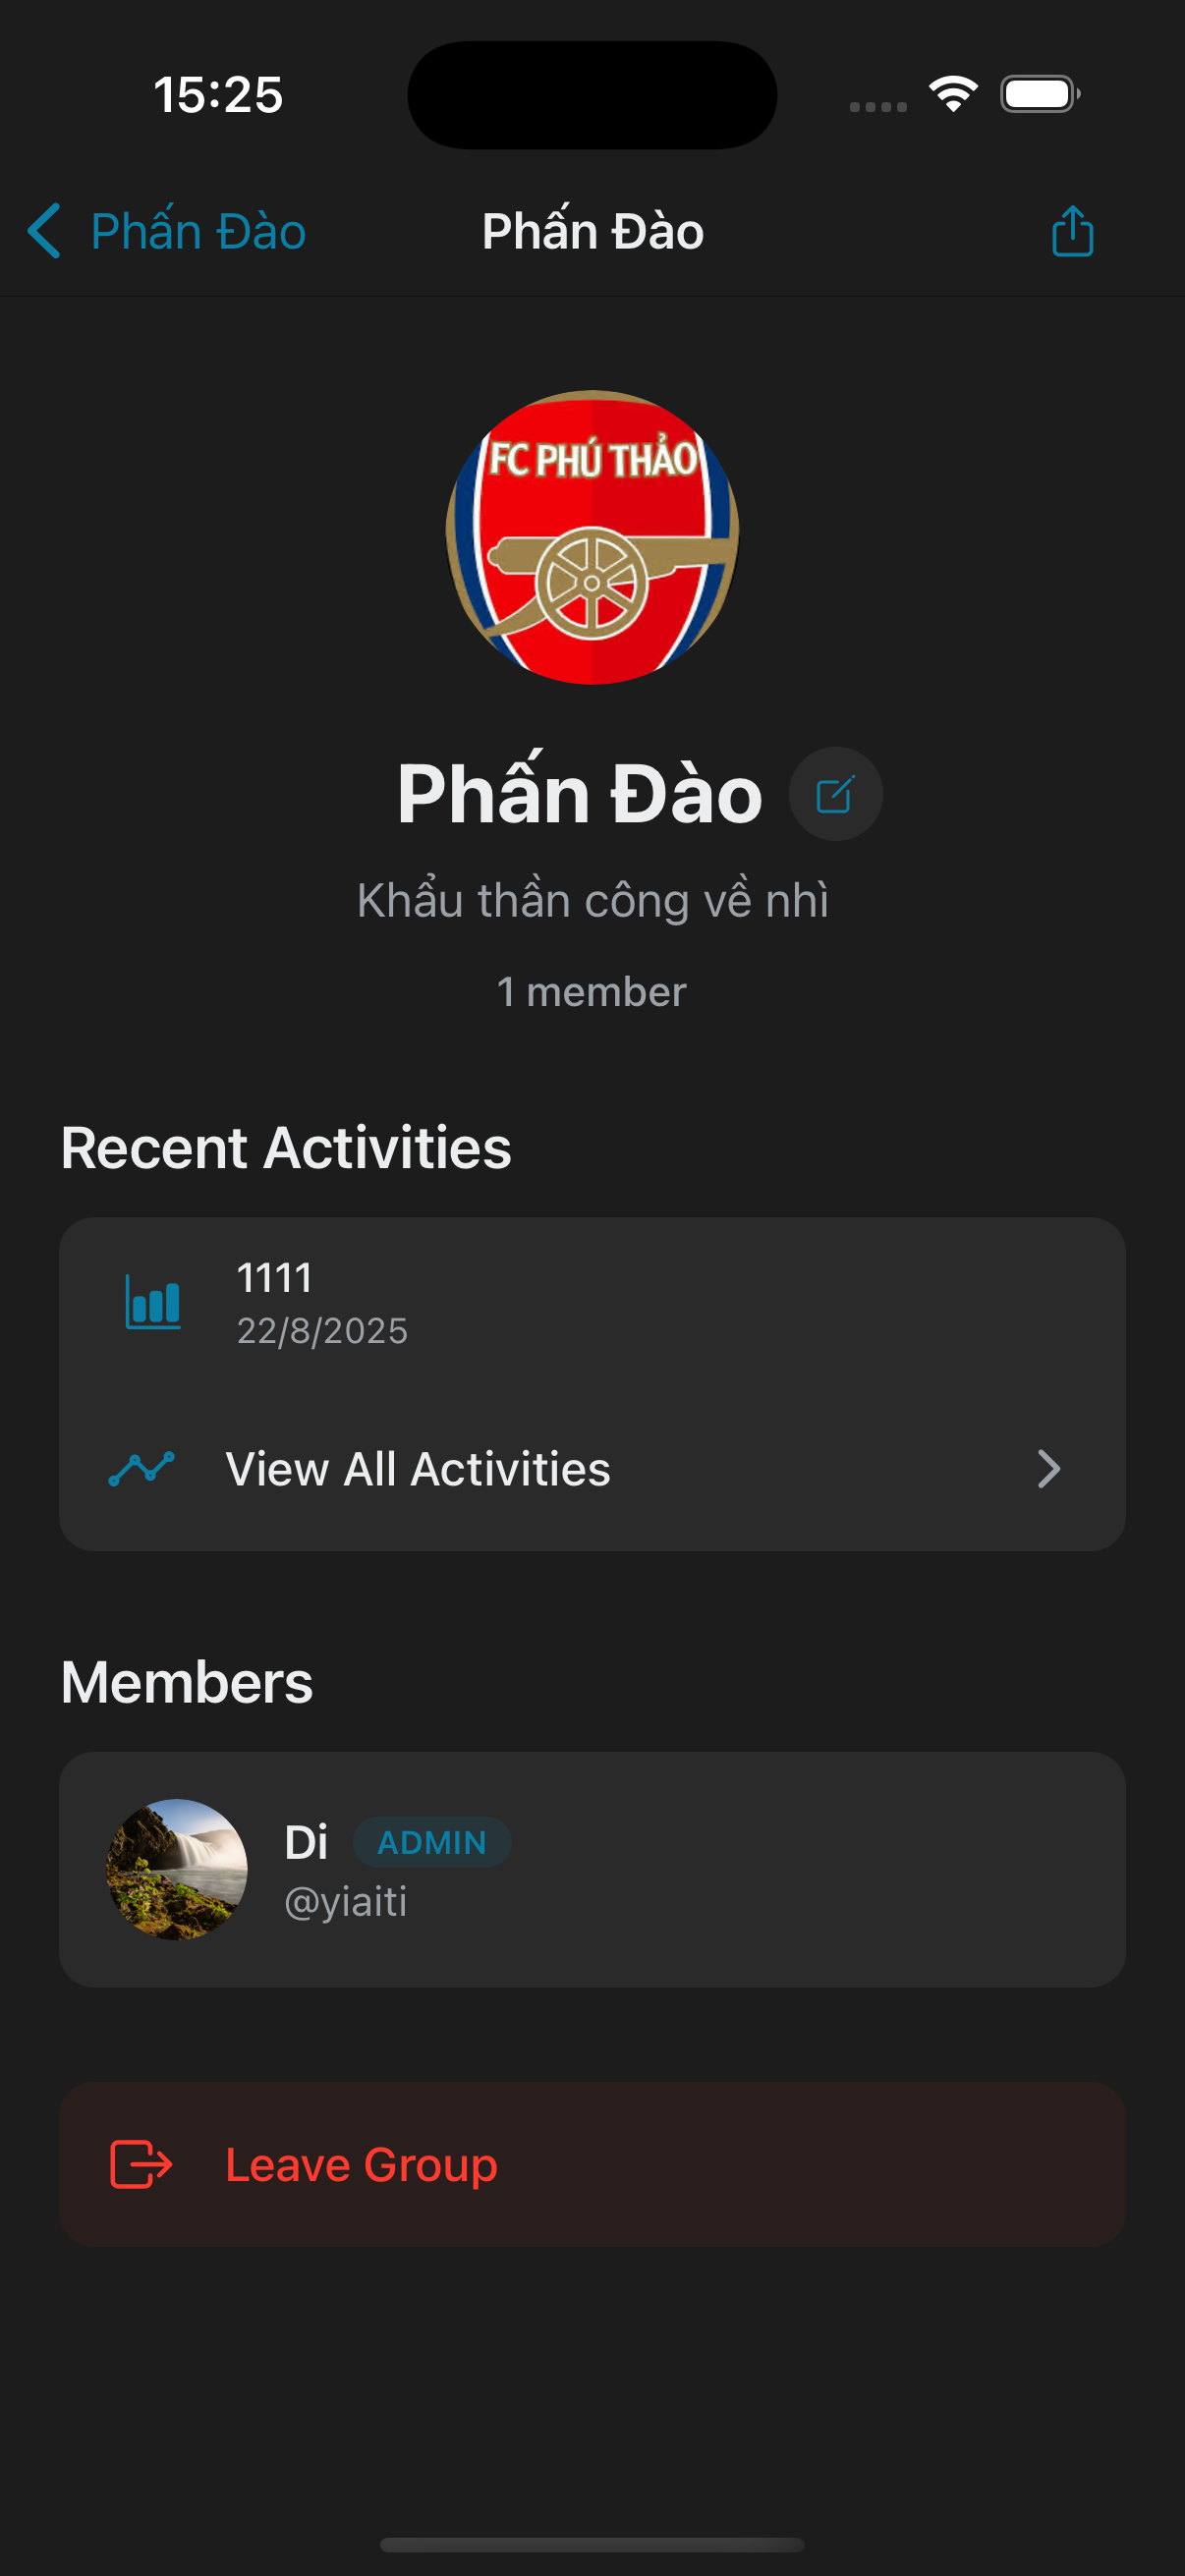 15:25
Phấn Đào
Phấn Đào
FC PHÚ THẢO
Phấn Đào
Khẩu thần công về nhì
1 member
Recent Activities
1111
22/8/2025
View All Activities
Members
Di ADMIN
@yiaiti
Leave Group